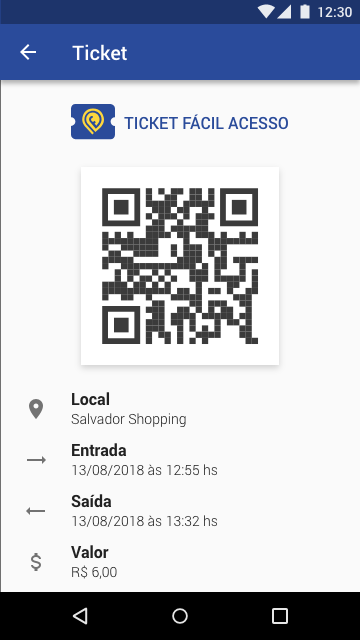 12:30
Ticket
TICKET FÁCIL ACESSO
Local
Salvador Shopping
Entrada
13/08/2018 às 12:55 hs
Saída
13/08/2018 às 13:32 hs
Valor
R$ 6,00